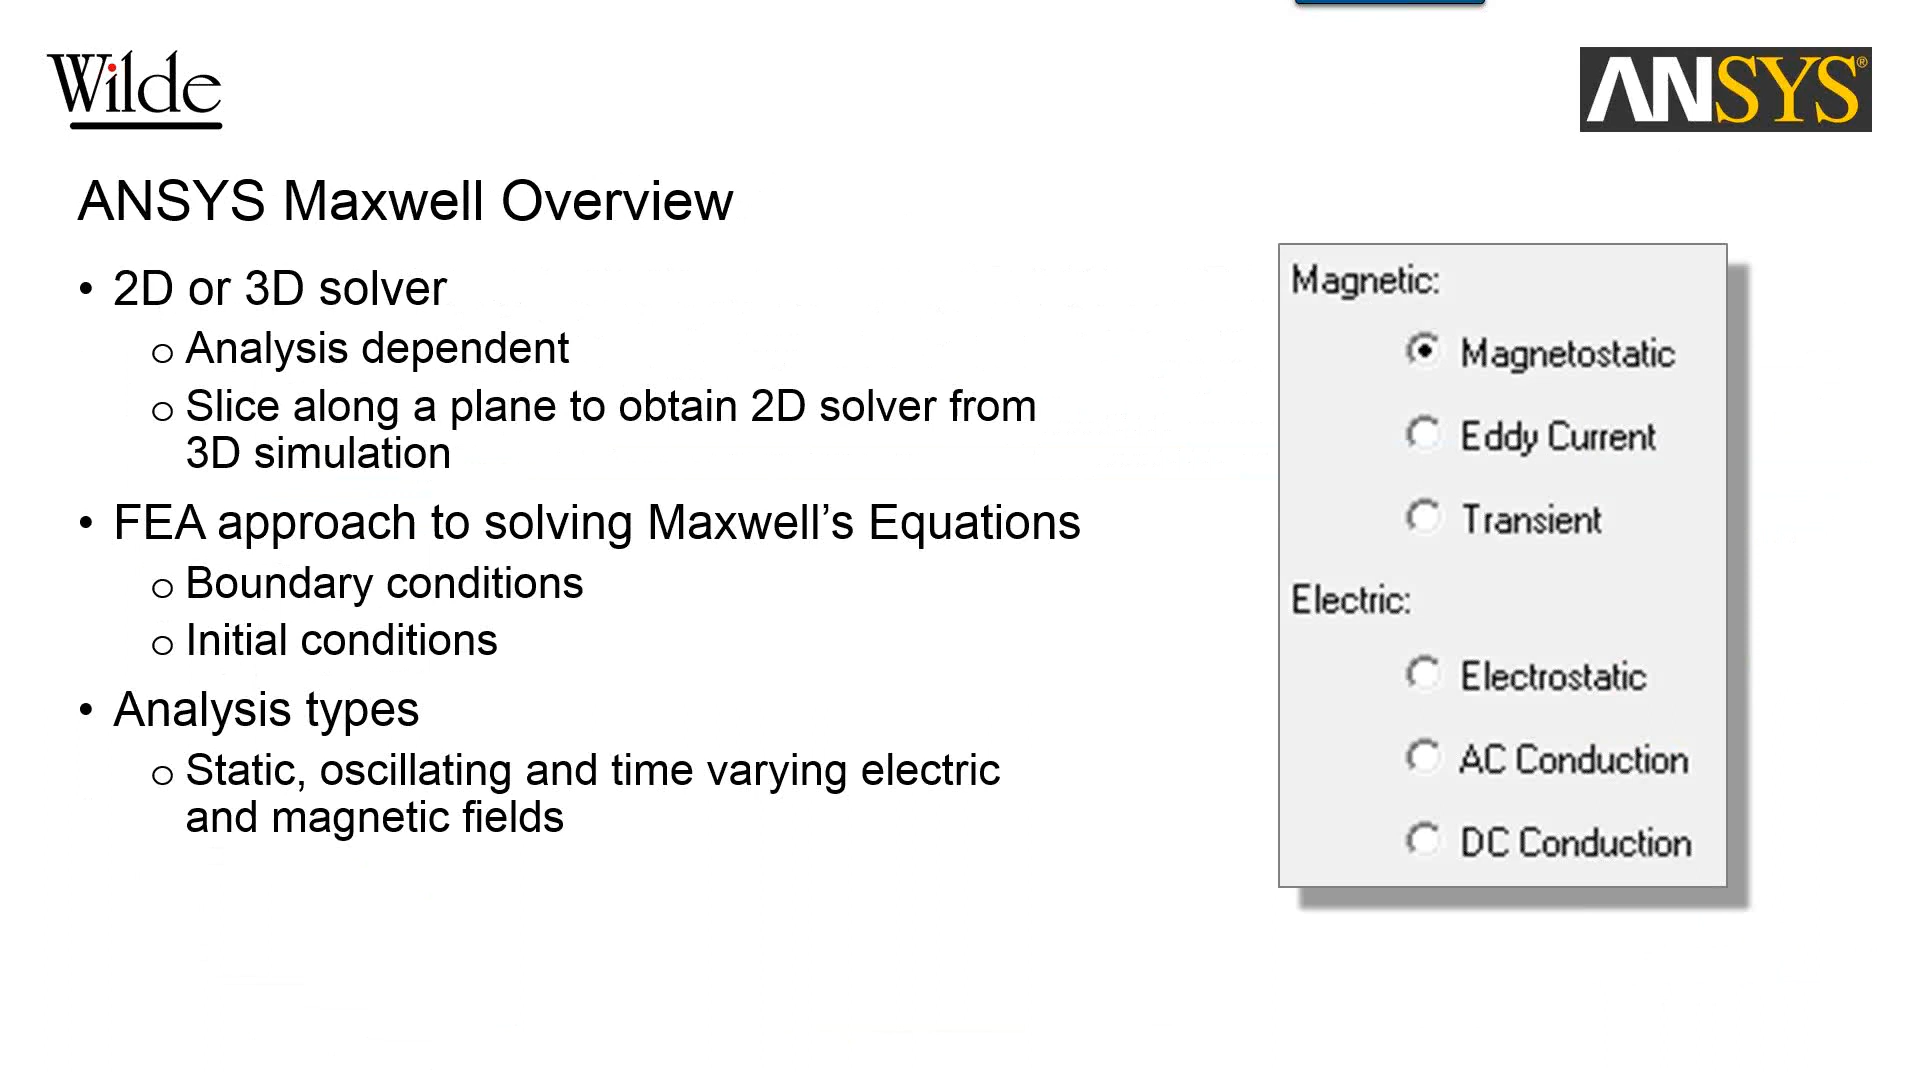 Wilde
ANSYS®
ANSYS Maxwell Overview
• 2D or 3D solver
o Analysis dependent
o Slice along a plane to obtain 2D solver from
3D simulation
• FEA approach to solving Maxwell’s Equations
o Boundary conditions
o Initial conditions
• Analysis types
o Static, oscillating and time varying electric
and magnetic fields
Magnetic:
Magnetostatic
Eddy Current
Transient
Electric:
Electrostatic
AC Conduction
DC Conduction